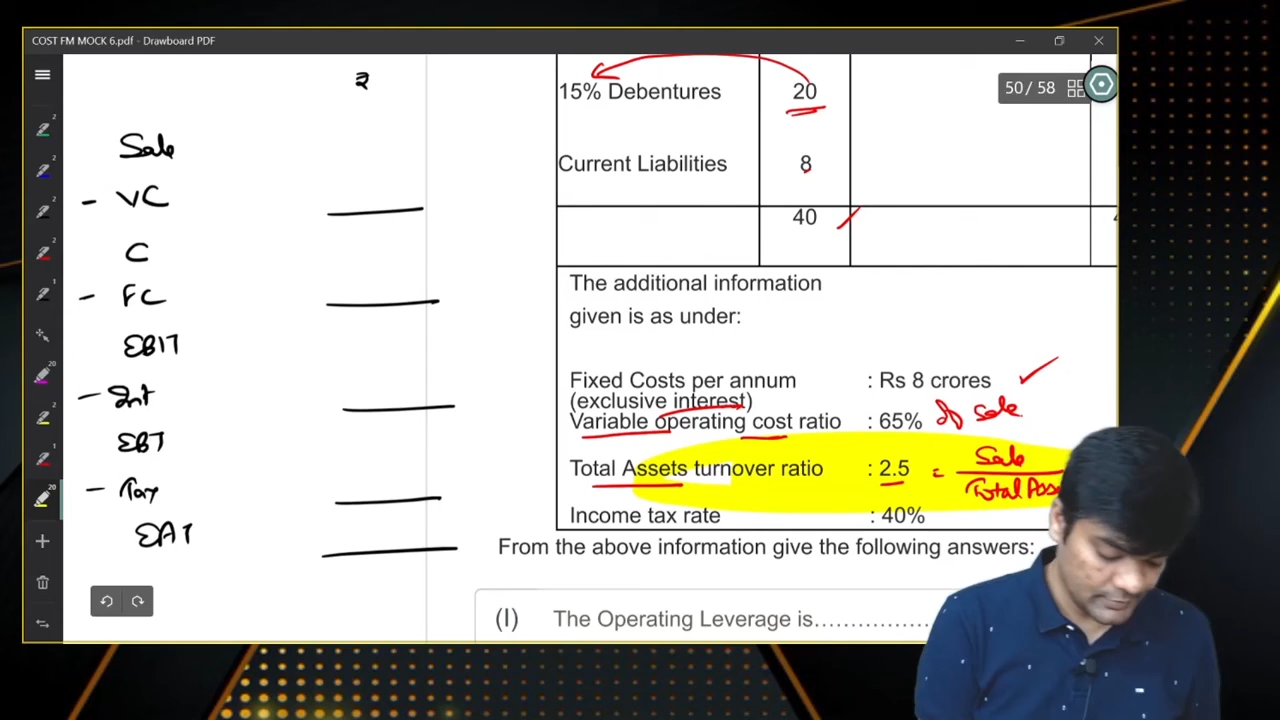 COST FM MOCK 6.pdf - Drawboard PDF
50 / 58
₹
Sale
- VC
C
- FC
EBIT
- Int
EBT
- Tax
EAT
15% Debentures 20
Current Liabilities 8
40
The additional information
given is as under:
Fixed Costs per annum : Rs 8 crores
(exclusive interest)
Variable operating cost ratio : 65% of Sale
Total Assets turnover ratio : 2.5 = Sale
Total Asse
Income tax rate : 40%
From the above information give the following answers:
(I) The Operating Leverage is……………